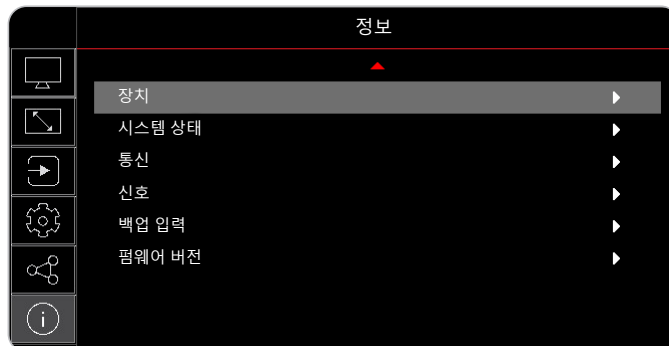 정보
장치
시스템 상태
통신
신호
백업 입력
펌웨어 버전